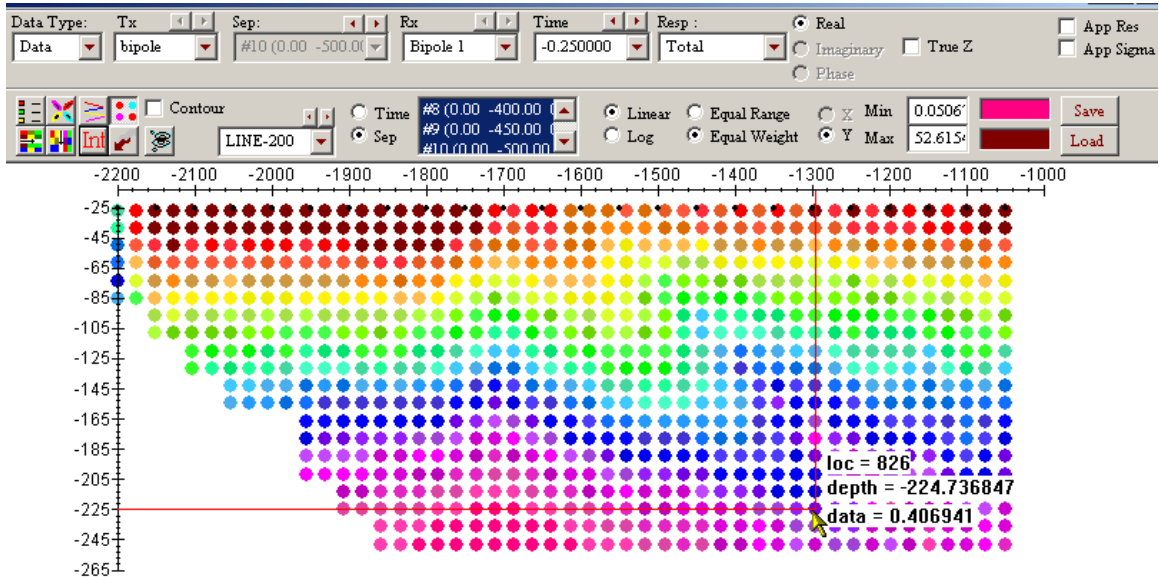 Data Type: Tx Sep: Rx Time Resp : Real App Res
Data bipole #10 (0.00 -500.0( Bipole 1 -0.250000 Total Imaginary True Z App Sigma
Phase
Contour Time #8 (0.00 -400.00 Linear Equal Range X Min 0.0506 Save
LINE-200 Sep #9 (0.00 -450.00 Log Equal Weight Y Max 52.615 Load
Int #10 (0.00 -500.00
-2200 -2100 -2000 -1900 -1800 -1700 -1600 -1500 -1400 -1300 -1200 -1100 -1000
-25
-45
-65
-85
-105
-125
-145
-165
-185
loc = 826
-205
depth = -224.736847
-225
data = 0.406941
-245
-265